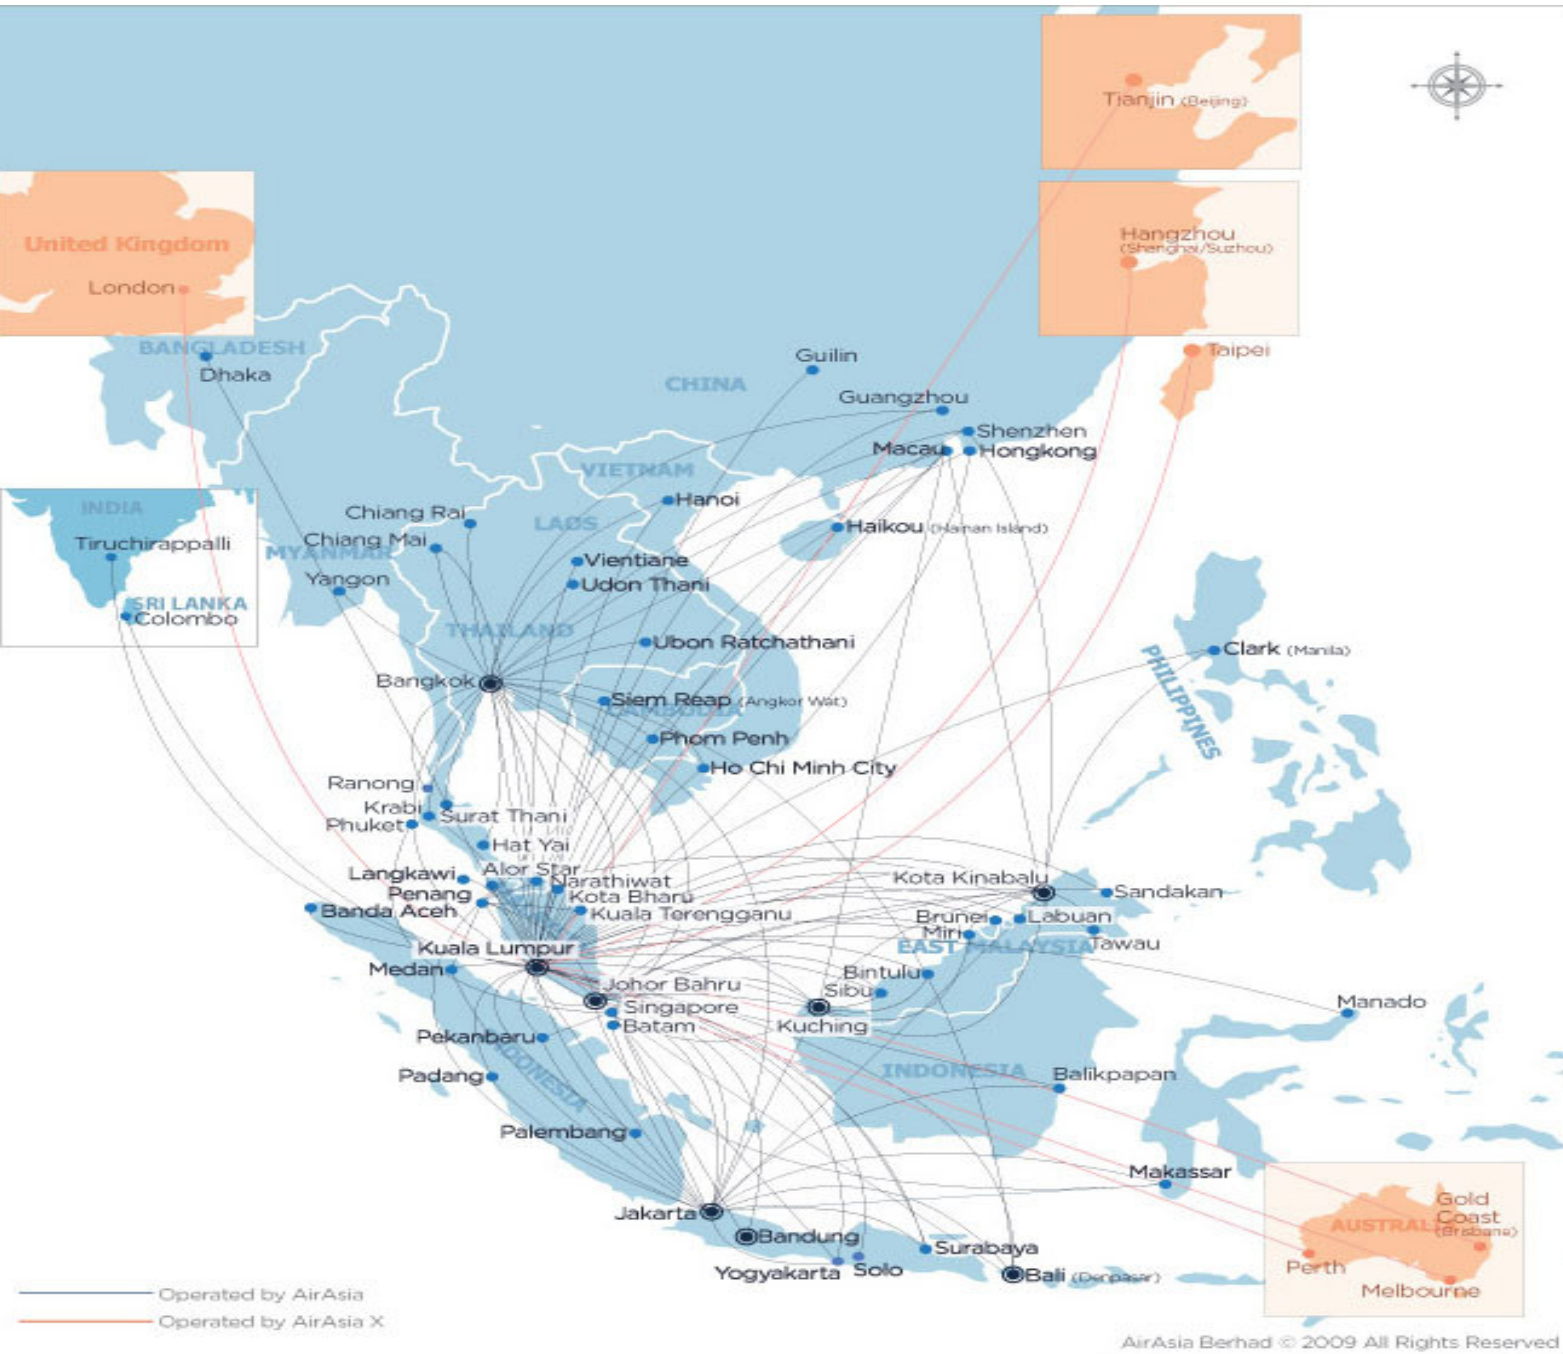 Tianjin (Beijing)
Hangzhou
(Shanghai/Suzhou)
United Kingdom
London
Taipei
BANGLADESH
Dhaka
Guilin
CHINA
Guangzhou
Shenzhen
Macau
Hongkong
VIETNAM
Hanoi
INDIA
Chiang Rai
LAOS
Haikou (Hainan Island)
Tiruchirappalli
Chiang Mai
MYANMAR
Vientiane
Yangon
Udon Thani
SRI LANKA
Colombo
THAILAND
Ubon Ratchathani
Clark (Manila)
PHILIPPINES
Bangkok
Siem Reap (Angkor Wat)
CAMBODIA
Phom Penh
Ho Chi Minh City
Ranong
Krabi
Surat Thani
Phuket
Hat Yai
Langkawi
Alor Star
Narathiwat
Penang
Kota Bharu
Banda Aceh
Kuala Terengganu
Kota Kinabalu
Sandakan
Brunei
Labuan
Miri
EAST MALAYSIA
Tawau
Kuala Lumpur
Medan
Bintulu
Johor Bahru
Sibu
Singapore
Manado
Batam
Kuching
Pekanbaru
INDONESIA
INDONESIA
Balikpapan
Padang
Palembang
Makassar
Jakarta
Bandung
Surabaya
Yogyakarta
Solo
Bali (Denpasar)
Gold
Coast
(Brisbane)
AUSTRALI
Perth
Melbourne
Operated by AirAsia
Operated by AirAsia X
AirAsia Berhad © 2009 All Rights Reserved